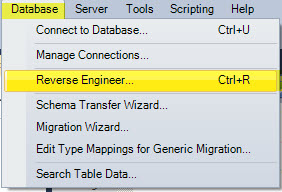 Database Server Tools Scripting Help
Connect to Database... Ctrl+U
Manage Connections...
Reverse Engineer... Ctrl+R
Schema Transfer Wizard...
Migration Wizard...
Edit Type Mappings for Generic Migration...
Search Table Data...